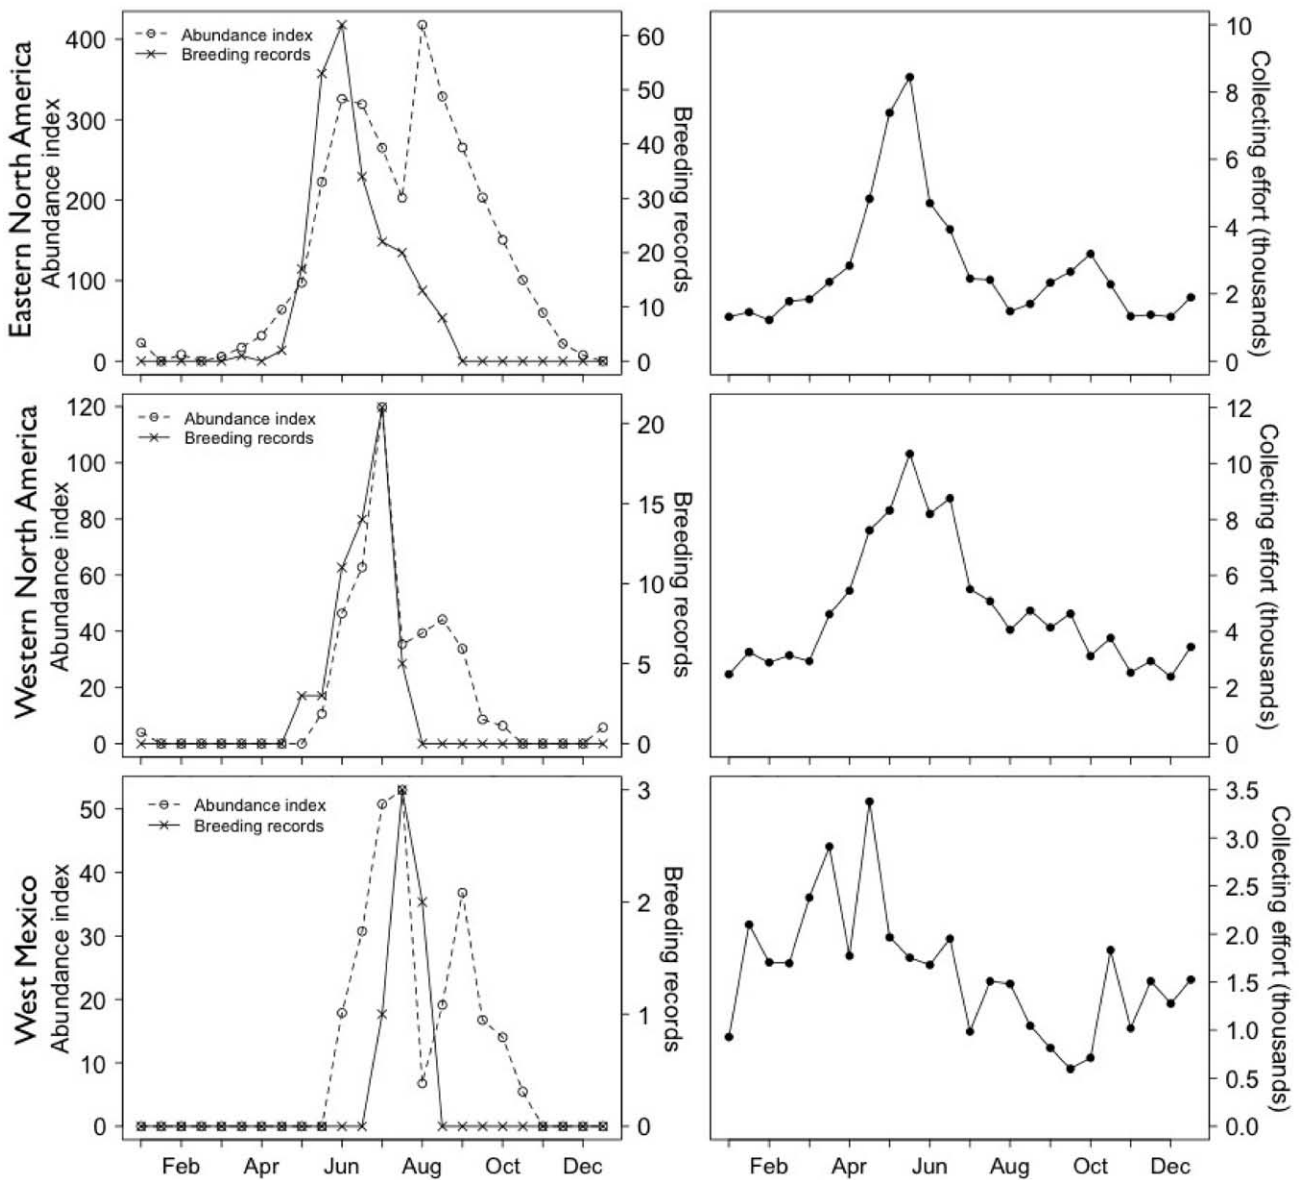 Eastern North America
Abundance index
400
300
200
100
0
Abundance index
Breeding records
60
50
40
30
20
10
0
Breeding records
10
8
6
4
2
0
Collecting effort (thousands)
Western North America
Abundance index
120
100
80
60
40
20
0
Abundance index
Breeding records
20
15
10
5
0
Breeding records
12
10
8
6
4
2
0
Collecting effort (thousands)
West Mexico
Abundance index
50
40
30
20
10
0
Abundance index
Breeding records
3
2
1
0
Breeding records
3.5
3.0
2.5
2.0
1.5
1.0
0.5
0.0
Collecting effort (thousands)
Feb Apr Jun Aug Oct Dec
Feb Apr Jun Aug Oct Dec